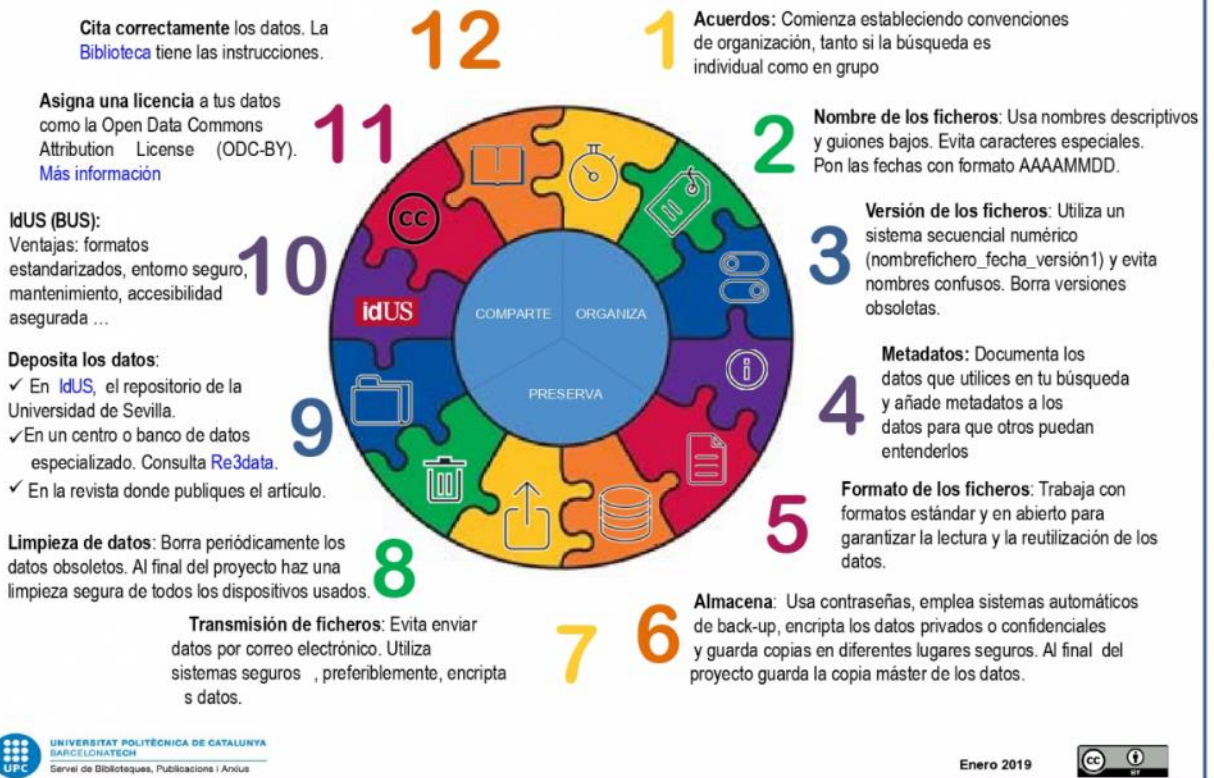 1
Acuerdos: Comienza estableciendo convenciones
de organización, tanto si la búsqueda es
individual como en grupo
2
Nombre de los ficheros: Usa nombres descriptivos
y guiones bajos. Evita caracteres especiales.
Pon las fechas con formato AAAAMMDD.
3
Versión de los ficheros: Utiliza un
sistema secuencial numérico
(nombrefichero_fecha_versión1) y evita
nombres confusos. Borra versiones
obsoletas.
4
Metadatos: Documenta los
datos que utilices en tu búsqueda
y añade metadatos a los
datos para que otros puedan
entenderlos
5
Formato de los ficheros: Trabaja con
formatos estándar y en abierto para
garantizar la lectura y la reutilización de los
datos.
6
Almacena: Usa contraseñas, emplea sistemas automáticos
de back-up, encripta los datos privados o confidenciales
y guarda copias en diferentes lugares seguros. Al final del
proyecto guarda la copia máster de los datos.
7
Transmisión de ficheros: Evita enviar
datos por correo electrónico. Utiliza
sistemas seguros , preferiblemente, encripta
s datos.
8
Limpieza de datos: Borra periódicamente los
datos obsoletos. Al final del proyecto haz una
limpieza segura de todos los dispositivos usados.
9
Deposita los datos:
✓ En IdUS, el repositorio de la
Universidad de Sevilla.
✓En un centro o banco de datos
especializado. Consulta Re3data.
✓ En la revista donde publiques el artículo.
10
IdUS (BUS):
Ventajas: formatos
estandarizados, entorno seguro,
mantenimiento, accesibilidad
asegurada ...
11
Asigna una licencia a tus datos
como la Open Data Commons
Attribution License (ODC-BY).
Más información
12
Cita correctamente los datos. La
Biblioteca tiene las instrucciones.
cc
idUS
COMPARTE
ORGANIZA
PRESERVA
UPC
UNIVERSITAT POLITÈCNICA DE CATALUNYA
BARCELONATECH
Servei de Biblioteques, Publicacions i Arxius
Enero 2019
cc
BY